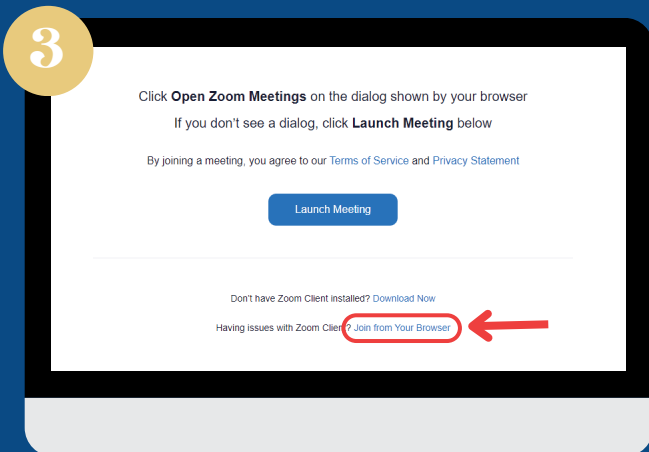 3
Click Open Zoom Meetings on the dialog shown by your browser
If you don't see a dialog, click Launch Meeting below
By joining a meeting, you agree to our Terms of Service and Privacy Statement
Launch Meeting
Don't have Zoom Client installed? Download Now
Having issues with Zoom Client? Join from Your Browser